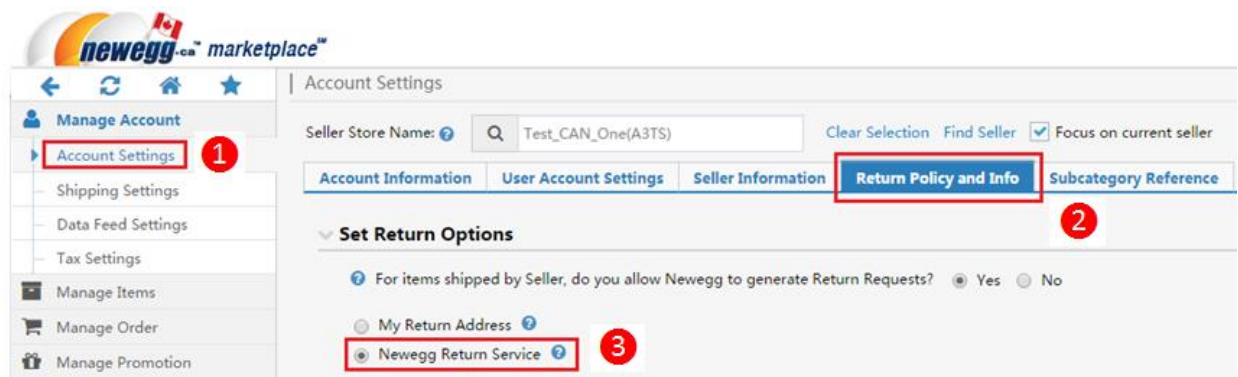 newegg.ca™ marketplace℠
Account Settings
Manage Account
Seller Store Name: ? Test_CAN_One(A3TS) Clear Selection Find Seller Focus on current seller
Account Settings 1
Account Information User Account Settings Seller Information Return Policy and Info Subcategory Reference
Shipping Settings
2
Data Feed Settings
Set Return Options
Tax Settings
? For items shipped by Seller, do you allow Newegg to generate Return Requests? Yes No
Manage Items
My Return Address ?
Manage Order
Newegg Return Service ? 3
Manage Promotion